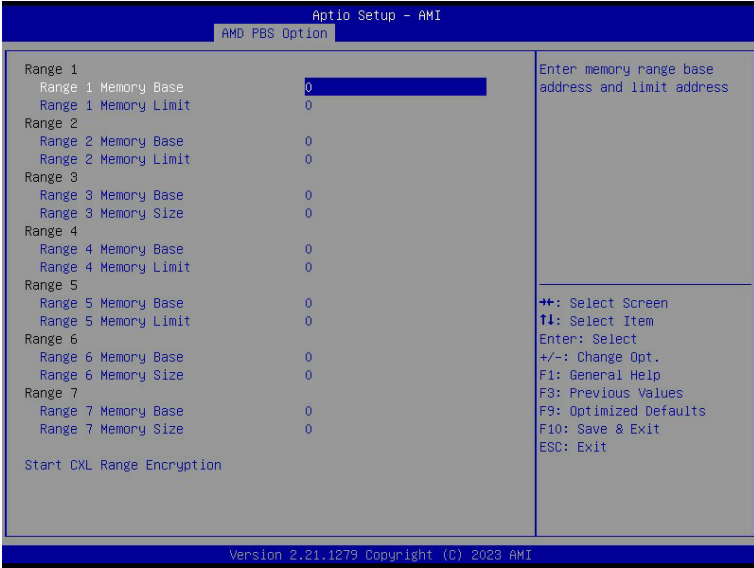 Aptio Setup - AMI
AMD PBS Option
Range 1
Range 1 Memory Base 0
Range 1 Memory Limit 0
Range 2
Range 2 Memory Base 0
Range 2 Memory Limit 0
Range 3
Range 3 Memory Base 0
Range 3 Memory Size 0
Range 4
Range 4 Memory Base 0
Range 4 Memory Limit 0
Range 5
Range 5 Memory Base 0
Range 5 Memory Limit 0
Range 6
Range 6 Memory Base 0
Range 6 Memory Size 0
Range 7
Range 7 Memory Base 0
Range 7 Memory Size 0
Start CXL Range Encryption
Enter memory range base
address and limit address
→←: Select Screen
↑↓: Select Item
Enter: Select
+/-: Change Opt.
F1: General Help
F3: Previous Values
F9: Optimized Defaults
F10: Save & Exit
ESC: Exit
Version 2.21.1279 Copyright (C) 2023 AMI